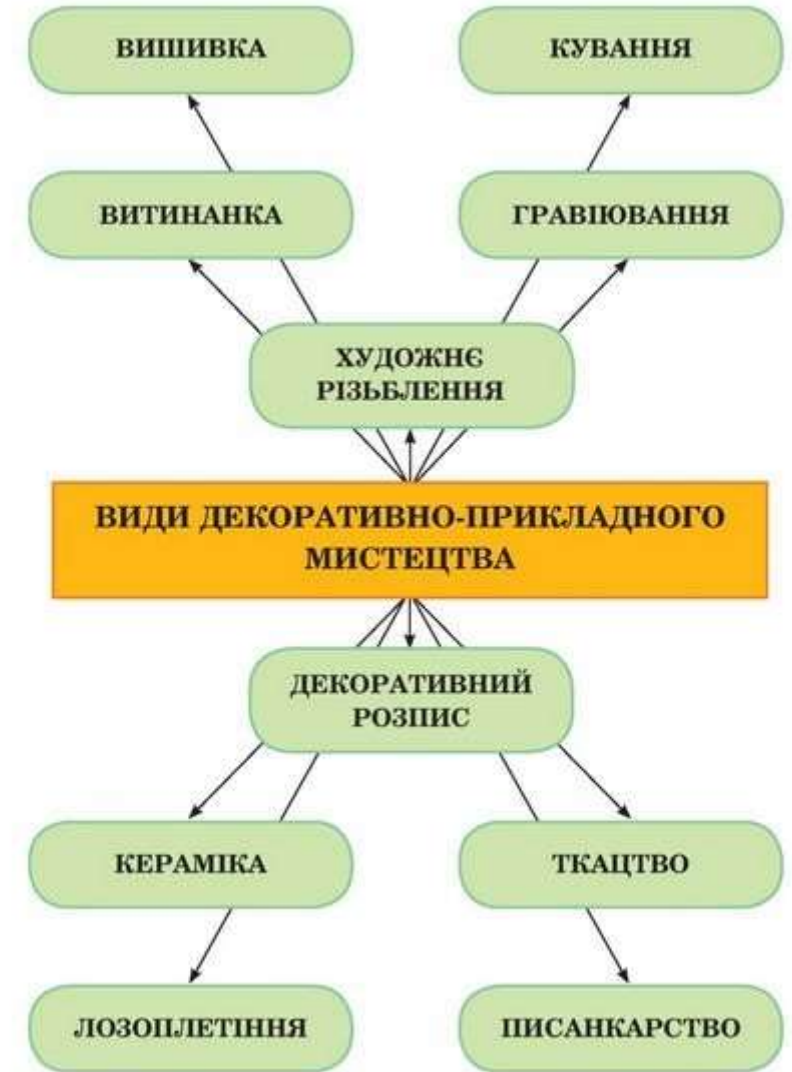 ВИШИВКА
КУВАННЯ
ВИТИНАНКА
ГРАВІЮВАННЯ
ХУДОЖНЄ
РІЗЬБЛЕННЯ
ВИДИ ДЕКОРАТИВНО-ПРИКЛАДНОГО
МИСТЕЦТВА
ДЕКОРАТИВНИЙ
РОЗПИС
КЕРАМІКА
ТКАЦТВО
ЛОЗОПЛЕТІННЯ
ПИСАНКАРСТВО